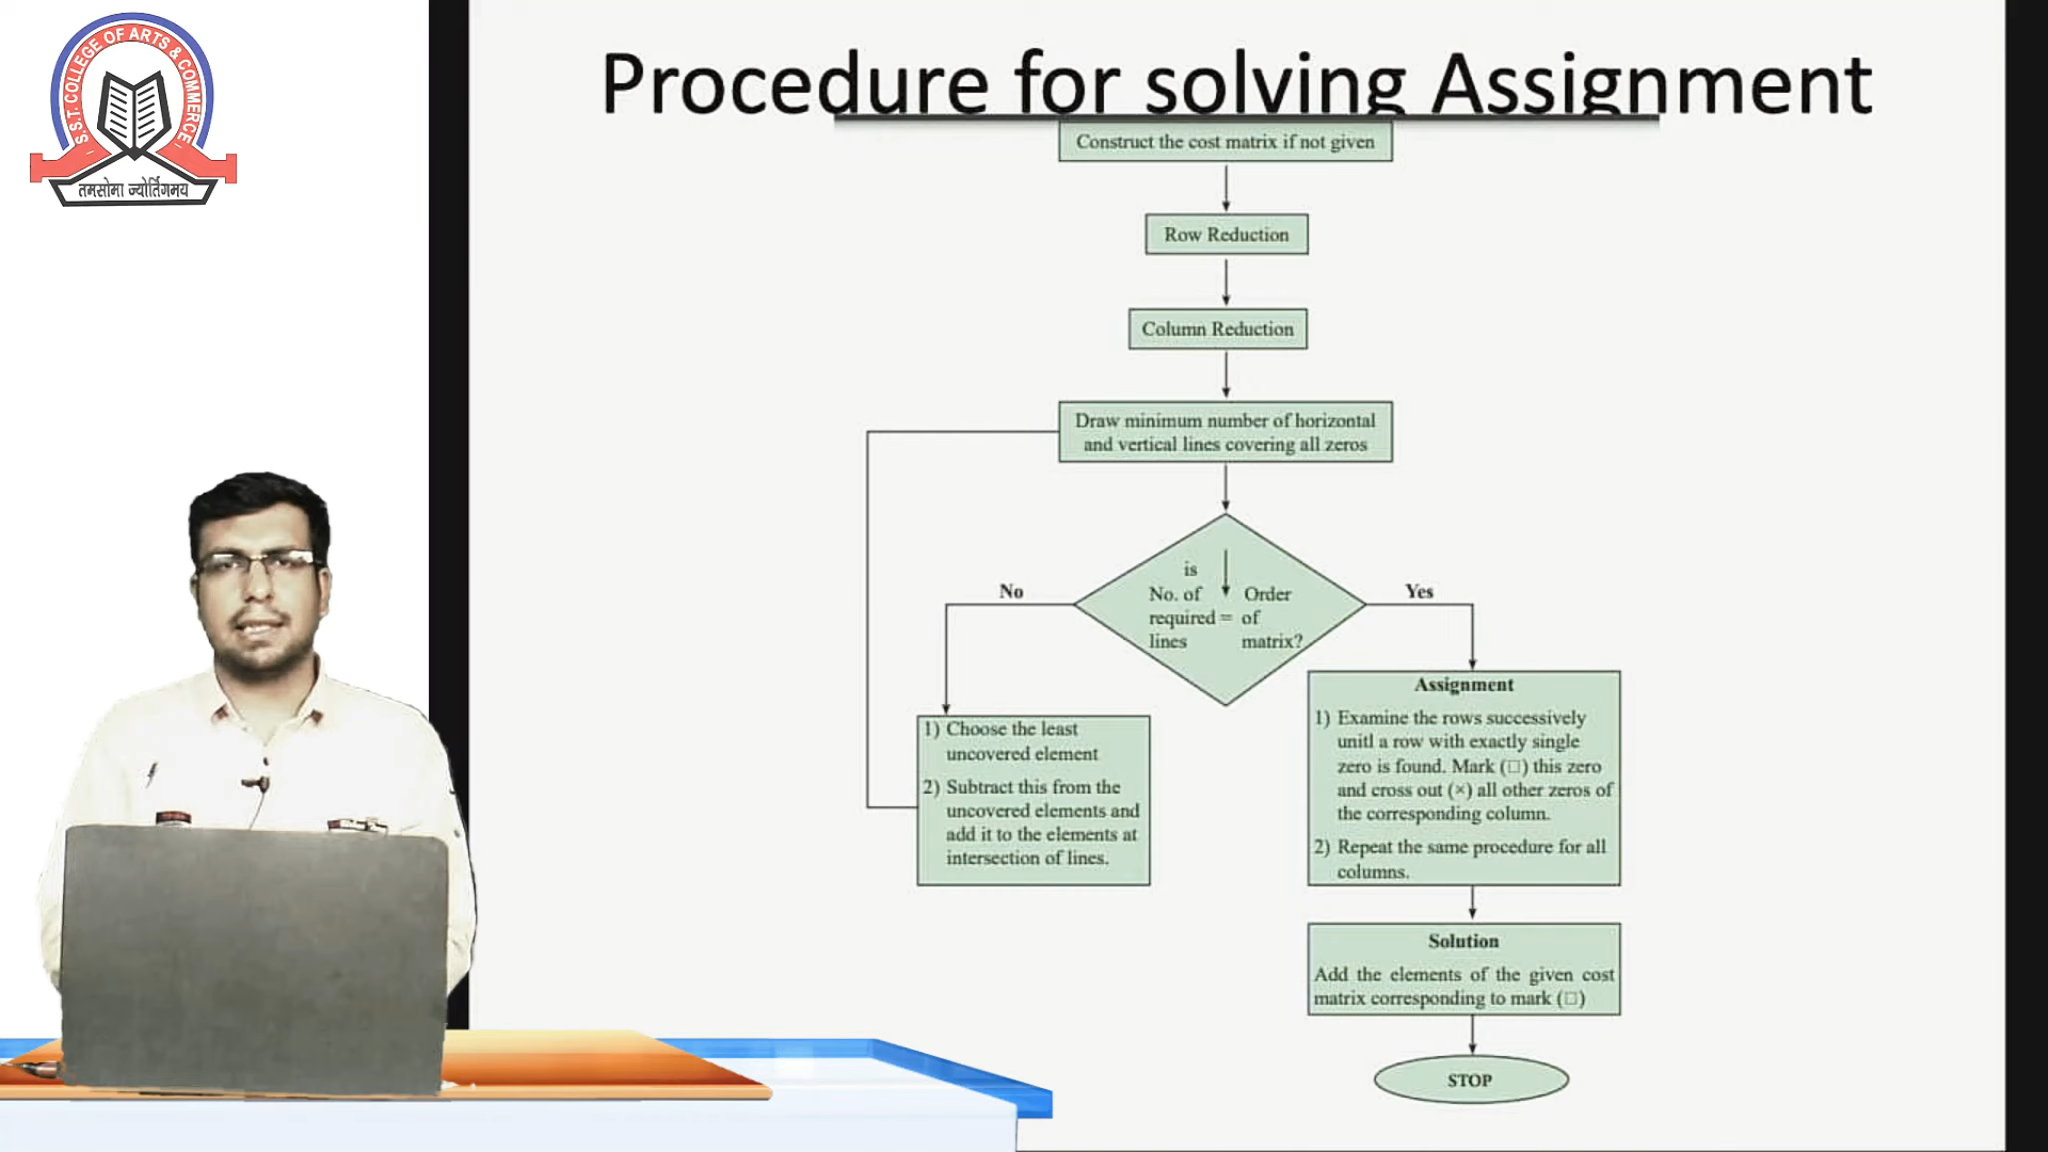 S.S.T. COLLEGE OF ARTS & COMMERCE
तमसोमा ज्योर्तिगमय
Procedure for solving Assignment
Construct the cost matrix if not given
Row Reduction
Column Reduction
Draw minimum number of horizontal
and vertical lines covering all zeros
is
No. of Order
required = of
lines matrix?
No
Yes
1) Choose the least
uncovered element
2) Subtract this from the
uncovered elements and
add it to the elements at
intersection of lines.
Assignment
1) Examine the rows successively
unitl a row with exactly single
zero is found. Mark (□) this zero
and cross out (×) all other zeros of
the corresponding column.
2) Repeat the same procedure for all
columns.
Solution
Add the elements of the given cost
matrix corresponding to mark (□)
STOP